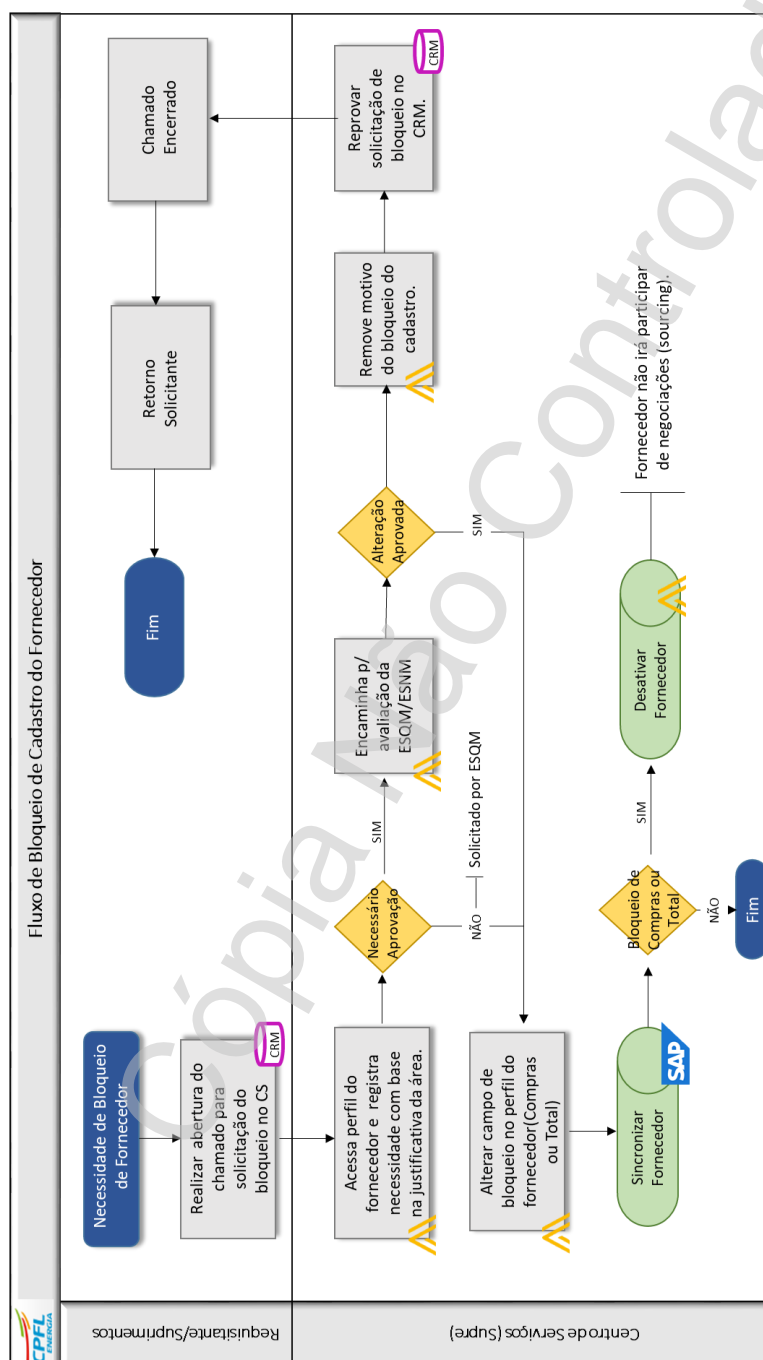 CPFL
ENERGIA
Fluxo de Bloqueio de Cadastro do Fornecedor
Requisitante/Suprimentos
Necessidade de Bloqueio
de Fornecedor
Realizar abertura do
chamado para
solicitação do
bloqueio no CS
CRM
Fim
Retorno
Solicitante
Chamado
Encerrado
Centro de Serviços (Supre)
Acessa perfil do
fornecedor e registra
necessidade com base
na justificativa da área.
Necessário
Aprovação
SIM
NÃO
Solicitado por ESQM
Encaminha p/
avaliação da
ESQM/ESNM
Alteração
Aprovada
SIM
Remove motivo
do bloqueio do
cadastro.
Reprovar
solicitação de
bloqueio no
CRM.
CRM
Alterar campo de
bloqueio no perfil do
fornecedor(Compras
ou Total)
Sincronizar
Fornecedor
SAP
Bloqueio de
Compras ou
Total
NÃO
Fim
SIM
Desativar
Fornecedor
Fornecedor não irá participar
de negociações (sourcing).
Cópia Não Controlad